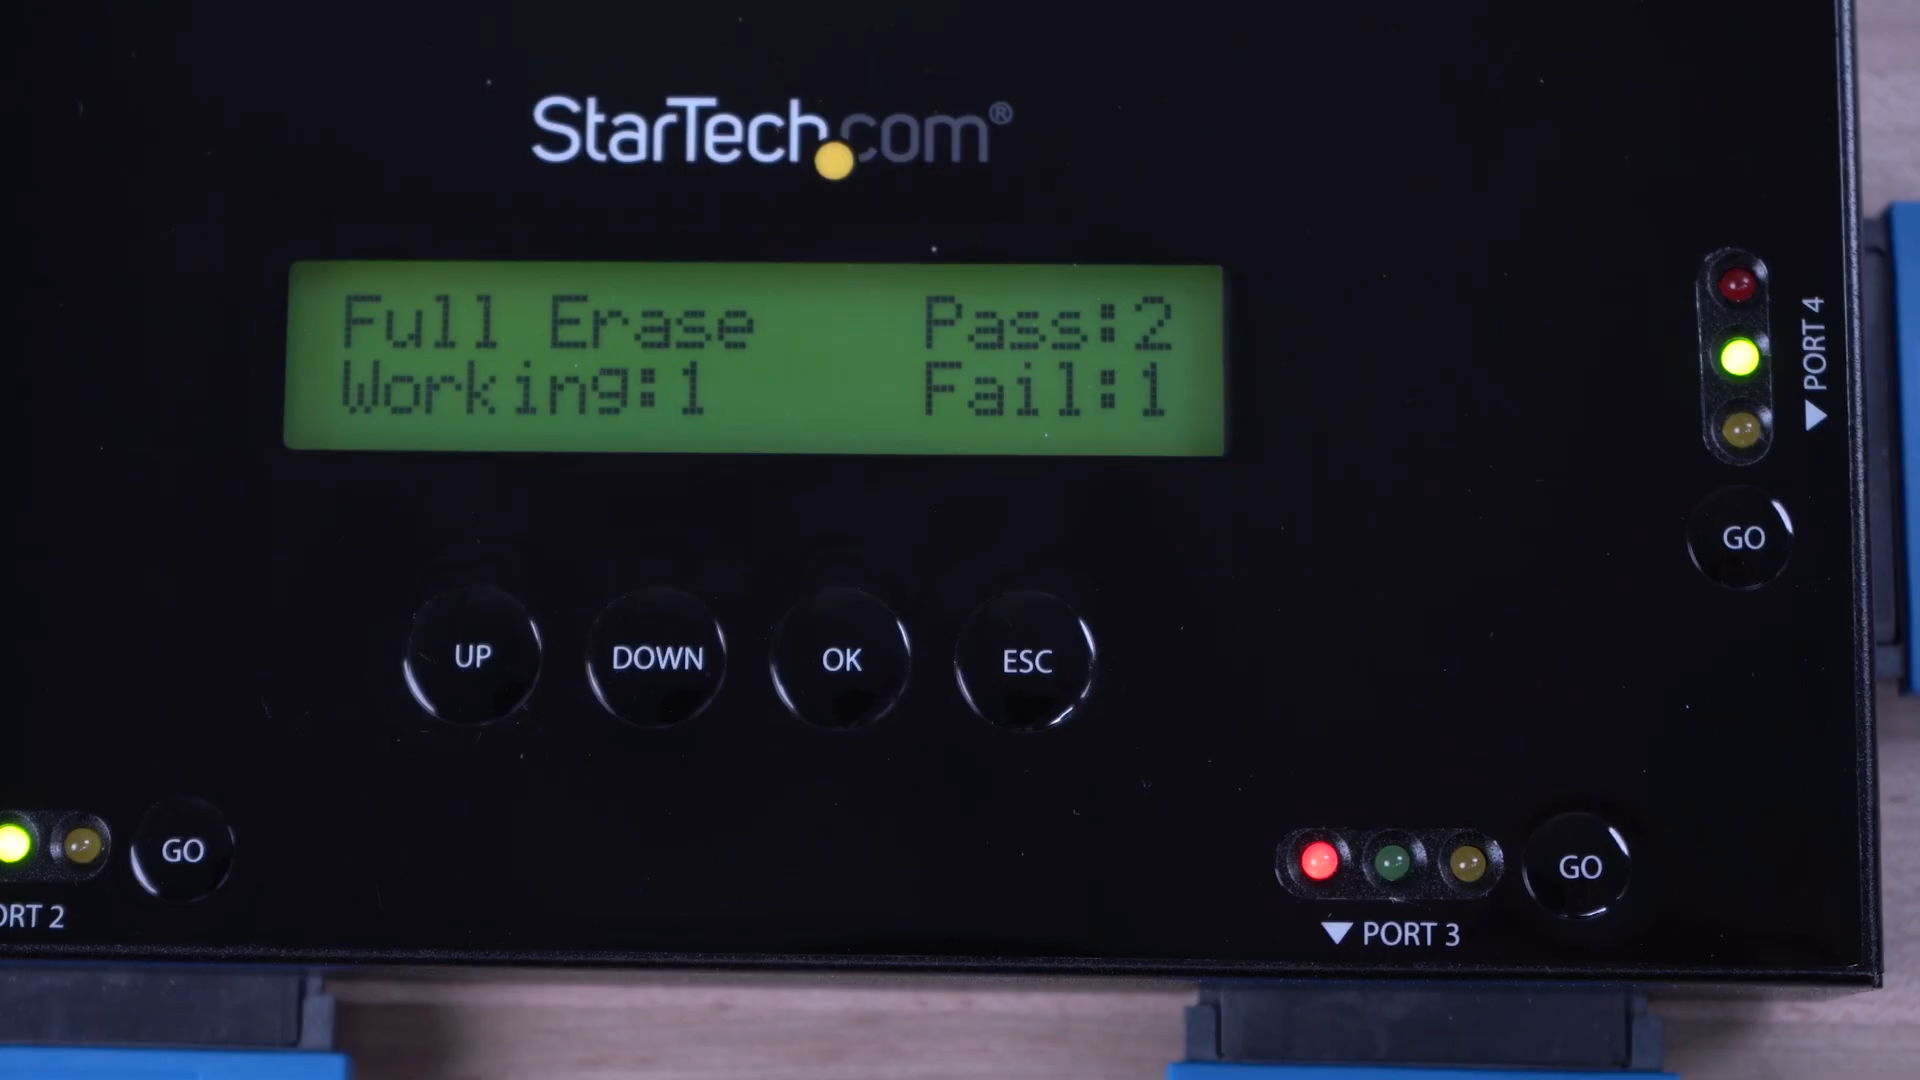 StarTech.com®
Full Erase Pass:2
Working:1 Fail:1
PORT 4
GO
UP DOWN OK ESC
GO
ORT 2
GO
PORT 3